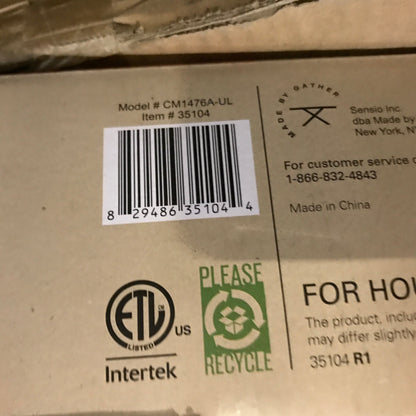 Model # CM1476A-UL
Item # 35104
8 29486 35104 4
MADE BY GATHER
Sensio Inc.
dba Made by
New York, N
For customer service
1-866-832-4843
Made in China
ETL
CM
LISTED
US
Intertek
PLEASE
RECYCLE
FOR HOU
The product, inclu
may differ slightly
35104 R1